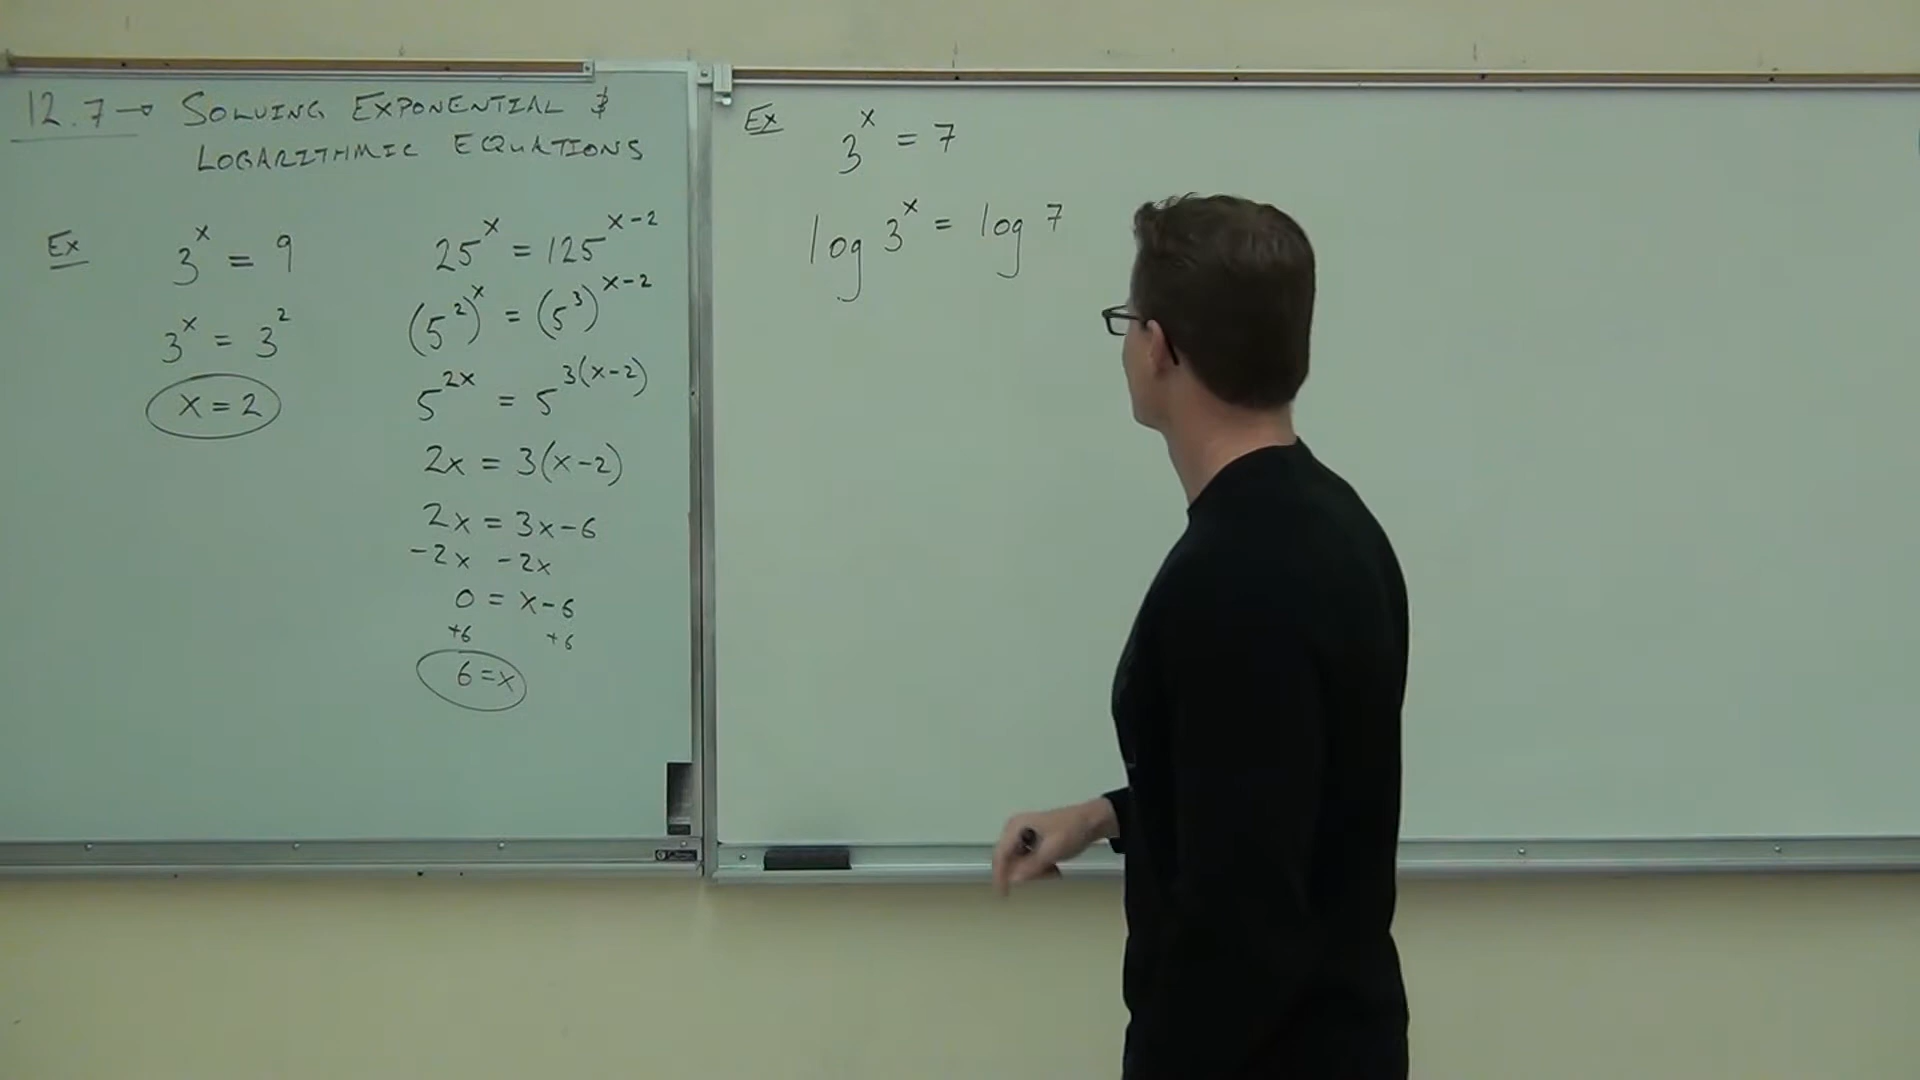 12.7 → SOLVING EXPONENTIAL &
LOGARITHMIC EQUATIONS
Ex
3^x = 9
3^x = 3^2
x = 2
25^x = 125^(x-2)
(5^2)^x = (5^3)^(x-2)
5^(2x) = 5^(3(x-2))
2x = 3(x-2)
2x = 3x-6
-2x -2x
0 = x-6
+6 +6
6=x
Ex 3^x = 7
log 3^x = log 7